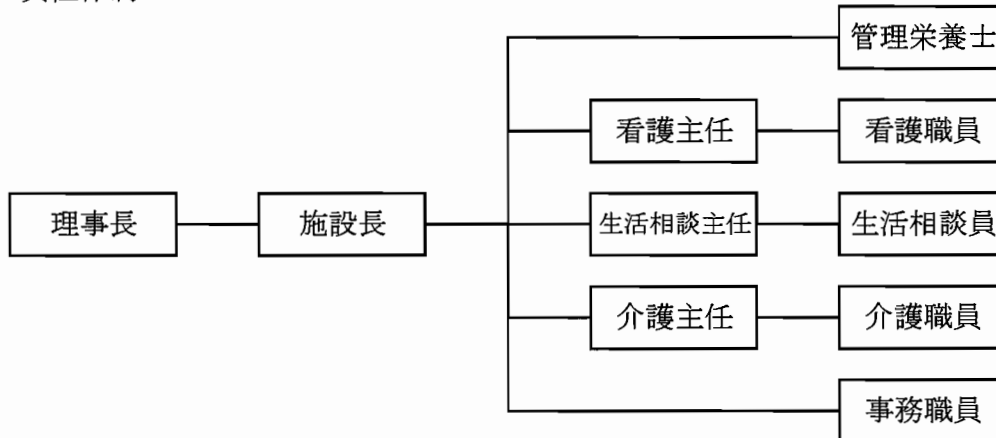 管理栄養士
看護主任 看護職員
理事長 施設長 生活相談主任 生活相談員
介護主任 介護職員
事務職員